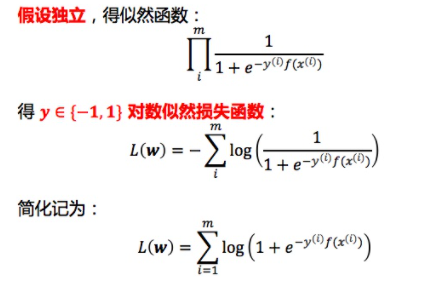 假设独立，得似然函数：
$$\prod_{i}^{m} \frac{1}{1 + e^{-y^{(i)} f(x^{(i)})}}$$
得 y ∈ {−1, 1} 对数似然损失函数：
$$L(\boldsymbol{w}) = -\sum_{i}^{m} \log\left(\frac{1}{1 + e^{-y^{(i)} f(x^{(i)})}}\right)$$
简化记为：
$$L(\boldsymbol{w}) = \sum_{i=1}^{m} \log\left(1 + e^{-y^{(i)} f(x^{(i)})}\right)$$